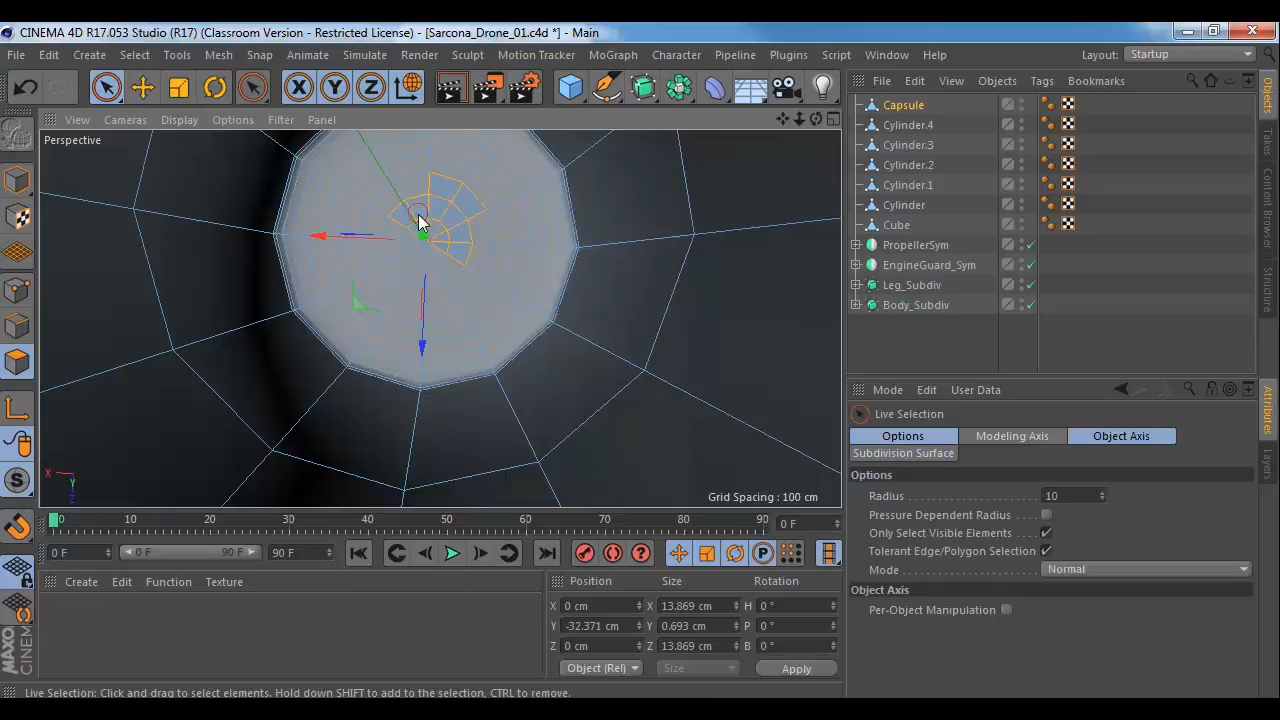 CINEMA 4D R17.053 Studio (R17) (Classroom Version - Restricted License) - [Sarcona_Drone_01.c4d *] - Main
File Edit Create Select Tools Mesh Snap Animate Simulate Render Sculpt Motion Tracker MoGraph Character Pipeline Plugins Script Window Help Layout: Startup
X Y Z
File Edit View Objects Tags Bookmarks
View Cameras Display Options Filter Panel
Perspective
Capsule
Cylinder.4
Cylinder.3
Cylinder.2
Cylinder.1
Cylinder
Cube
PropellerSym
EngineGuard_Sym
Leg_Subdiv
Body_Subdiv
Objects
Takes
Content Browser
Structure
Mode Edit User Data
Live Selection
Options Modeling Axis Object Axis
Subdivision Surface
Options
Radius 10
Pressure Dependent Radius
Only Select Visible Elements
Tolerant Edge/Polygon Selection
Mode Normal
Object Axis
Per-Object Manipulation
Attributes
Layers
X
Y
Z
Grid Spacing : 100 cm
S
0 10 20 30 40 50 60 70 80 90 0 F
0 F 0 F 90 F 90 F
P
Create Edit Function Texture
Position Size Rotation
X 0 cm X 13.869 cm H 0 °
Y -32.371 cm Y 0.693 cm P 0 °
Z 0 cm Z 13.869 cm B 0 °
Object (Rel) Size Apply
Live Selection: Click and drag to select elements. Hold down SHIFT to add to the selection, CTRL to remove.